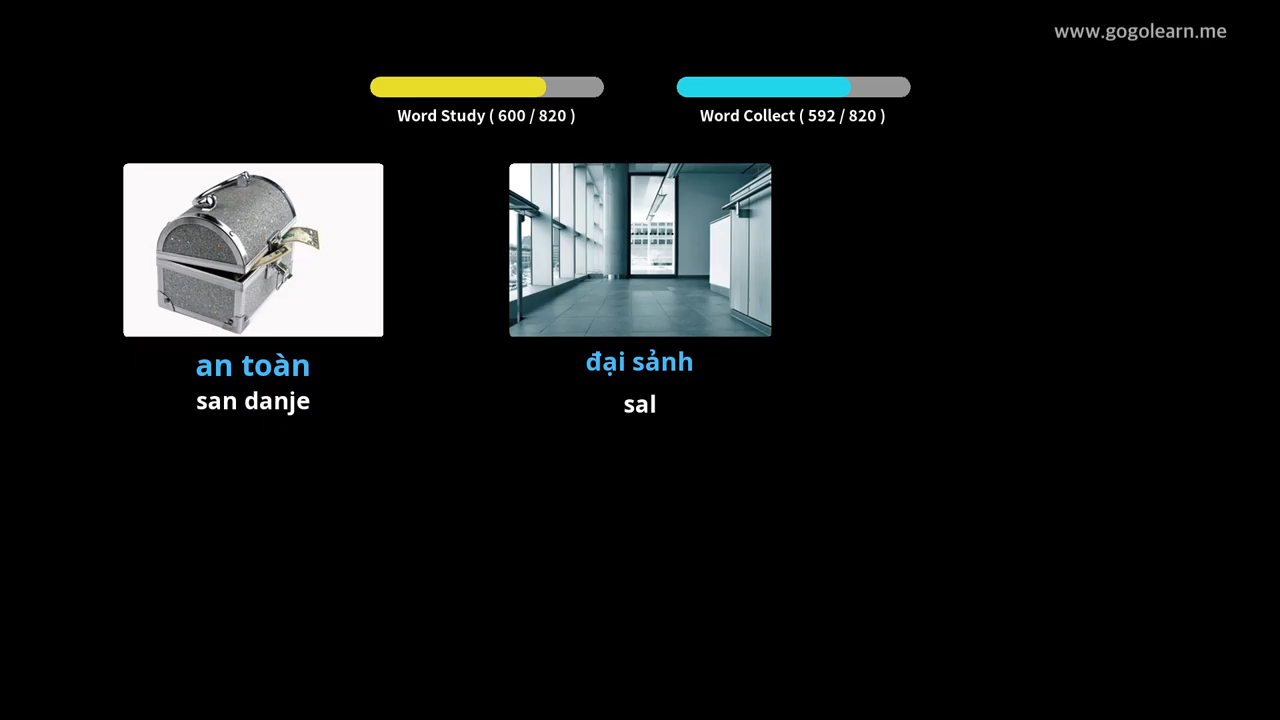 www.gogolearn.me
Word Study ( 600 / 820 )
Word Collect ( 592 / 820 )
an toàn
san danje
đại sảnh
sal